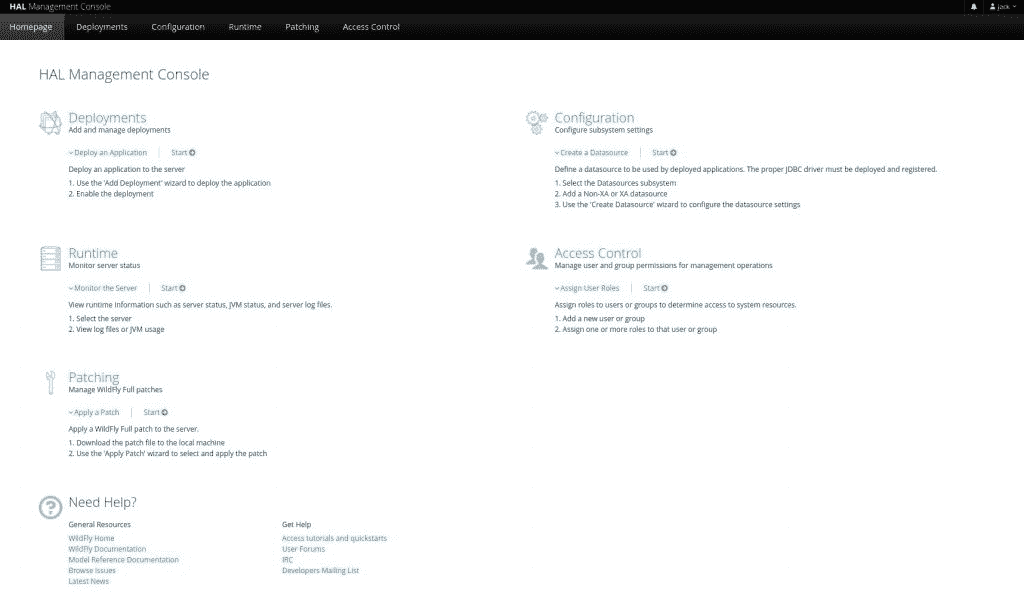 HAL Management Console
jack
Homepage Deployments Configuration Runtime Patching Access Control
HAL Management Console
Deployments
Add and manage deployments
Deploy an Application Start
Deploy an application to the server
1. Use the 'Add Deployment' wizard to deploy the application
2. Enable the deployment
Configuration
Configure subsystem settings
Create a Datasource Start
Define a datasource to be used by deployed applications. The proper JDBC driver must be deployed and registered.
1. Select the Datasources subsystem
2. Add a Non-XA or XA datasource
3. Use the 'Create Datasource' wizard to configure the datasource settings
Runtime
Monitor server status
Monitor the Server Start
View runtime information such as server status, JVM status, and server log files.
1. Select the server
2. View log files or JVM usage
Access Control
Manage user and group permissions for management operations
Assign User Roles Start
Assign roles to users or groups to determine access to system resources.
1. Add a new user or group
2. Assign one or more roles to that user or group
Patching
Manage WildFly Full patches
Apply a Patch Start
Apply a WildFly Full patch to the server.
1. Download the patch file to the local machine
2. Use the 'Apply Patch' wizard to select and apply the patch
Need Help?
General Resources
WildFly Home
WildFly Documentation
Model Reference Documentation
Browse Issues
Latest News
Get Help
Access tutorials and quickstarts
User Forums
IRC
Developers Mailing List